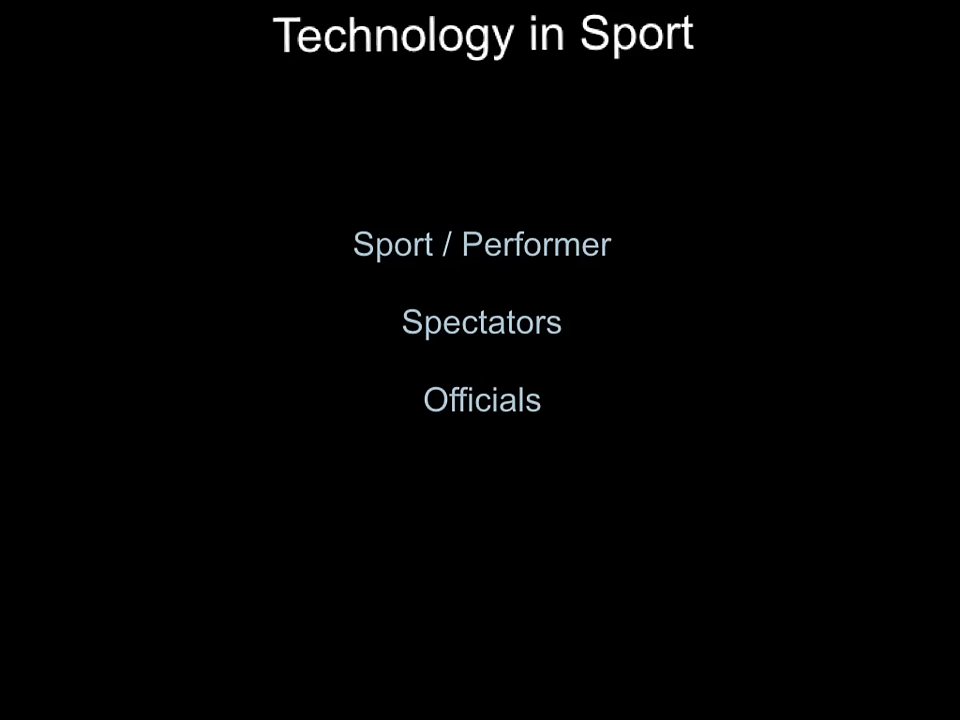 Technology in Sport
Sport / Performer
Spectators
Officials